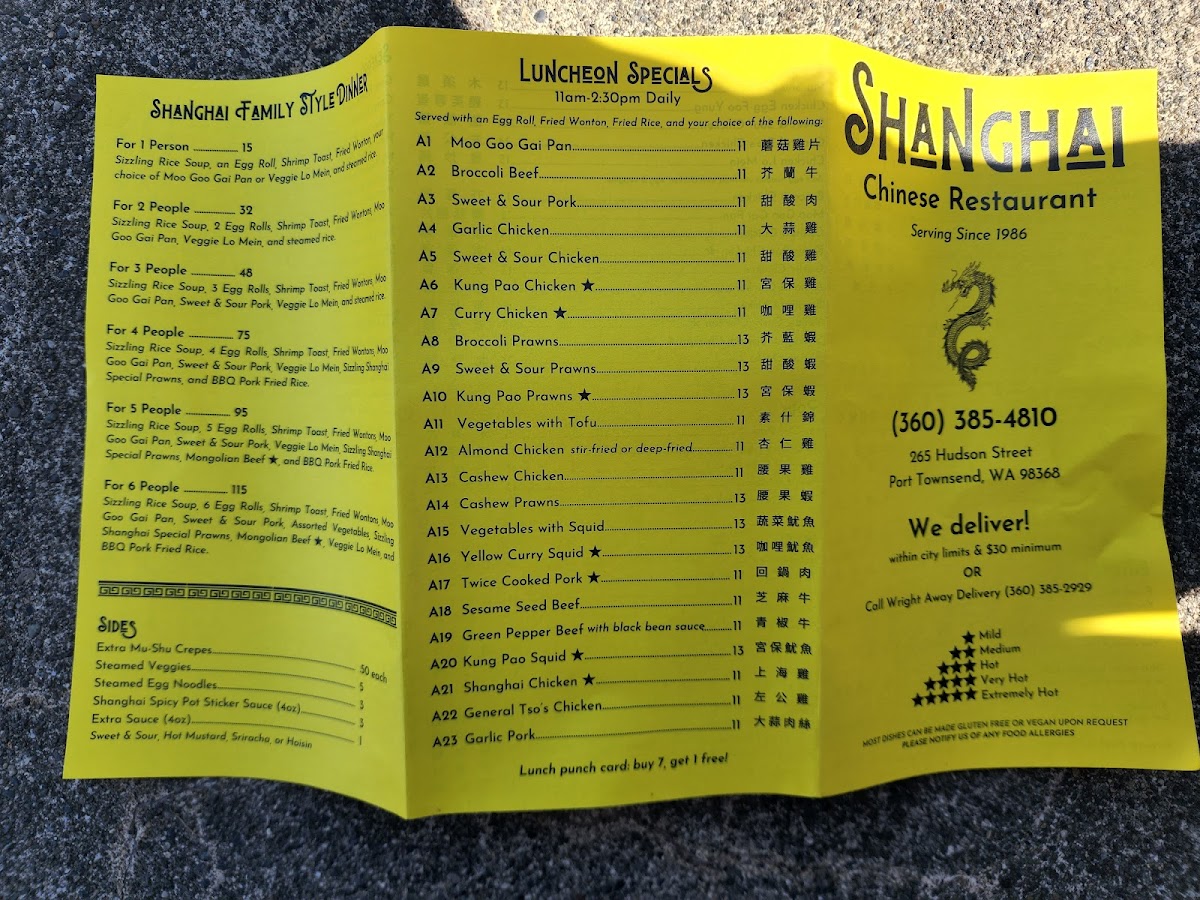 Shanghai Family Style Dinner
For 1 Person 15
Sizzling Rice Soup, an Egg Roll, Shrimp Toast, Fried Wonton, your
choice of Moo Goo Gai Pan or Veggie Lo Mein, and steamed rice.
For 2 People 32
Sizzling Rice Soup, 2 Egg Rolls, Shrimp Toast, Fried Wontons, Moo
Goo Gai Pan, Veggie Lo Mein, and steamed rice.
For 3 People 48
Sizzling Rice Soup, 3 Egg Rolls, Shrimp Toast, Fried Wontons, Moo
Goo Gai Pan, Sweet & Sour Pork, Veggie Lo Mein, and steamed rice.
For 4 People 75
Sizzling Rice Soup, 4 Egg Rolls, Shrimp Toast, Fried Wontons, Moo
Goo Gai Pan, Sweet & Sour Pork, Veggie Lo Mein, Sizzling Shanghai
Special Prawns, and BBQ Pork Fried Rice.
For 5 People 95
Sizzling Rice Soup, 5 Egg Rolls, Shrimp Toast, Fried Wontons, Moo
Goo Gai Pan, Sweet & Sour Pork, Veggie Lo Mein, Sizzling Shanghai
Special Prawns, Mongolian Beef ★, and BBQ Pork Fried Rice.
For 6 People 115
Sizzling Rice Soup, 6 Egg Rolls, Shrimp Toast, Fried Wontons, Moo
Goo Gai Pan, Sweet & Sour Pork, Assorted Vegetables, Sizzling
Shanghai Special Prawns, Mongolian Beef ★, Veggie Lo Mein, and
BBQ Pork Fried Rice.
Sides
Extra Mu-Shu Crepes .50 each
Steamed Veggies 5
Steamed Egg Noodles 3
Shanghai Spicy Pot Sticker Sauce (4oz) 3
Extra Sauce (4oz) 1
Sweet & Sour, Hot Mustard, Sriracha, or Hoisin
Luncheon Specials
11am-2:30pm Daily
Served with an Egg Roll, Fried Wonton, Fried Rice, and your choice of the following:
A1 Moo Goo Gai Pan 11 蘑菇雞片
A2 Broccoli Beef 11 芥蘭牛
A3 Sweet & Sour Pork 11 甜酸肉
A4 Garlic Chicken 11 大蒜雞
A5 Sweet & Sour Chicken 11 甜酸雞
A6 Kung Pao Chicken ★ 11 宮保雞
A7 Curry Chicken ★ 11 咖哩雞
A8 Broccoli Prawns 13 芥藍蝦
A9 Sweet & Sour Prawns 13 甜酸蝦
A10 Kung Pao Prawns ★ 13 宮保蝦
A11 Vegetables with Tofu 11 素什錦
A12 Almond Chicken stir-fried or deep-fried 11 杏仁雞
A13 Cashew Chicken 11 腰果雞
A14 Cashew Prawns 13 腰果蝦
A15 Vegetables with Squid 13 蔬菜魷魚
A16 Yellow Curry Squid ★ 13 咖哩魷魚
A17 Twice Cooked Pork ★ 11 回鍋肉
A18 Sesame Seed Beef 11 芝麻牛
A19 Green Pepper Beef with black bean sauce 11 青椒牛
A20 Kung Pao Squid ★ 13 宮保魷魚
A21 Shanghai Chicken ★ 11 上海雞
A22 General Tso's Chicken 11 左公雞
A23 Garlic Pork 11 大蒜肉絲
Lunch punch card: buy 7, get 1 free!
Shanghai
Chinese Restaurant
Serving Since 1986
(360) 385-4810
265 Hudson Street
Port Townsend, WA 98368
We deliver!
within city limits & $30 minimum
OR
Call Wright Away Delivery (360) 385-2929
★ Mild
★★ Medium
★★★ Hot
★★★★ Very Hot
★★★★★ Extremely Hot
MOST DISHES CAN BE MADE GLUTEN FREE OR VEGAN UPON REQUEST
PLEASE NOTIFY US OF ANY FOOD ALLERGIES